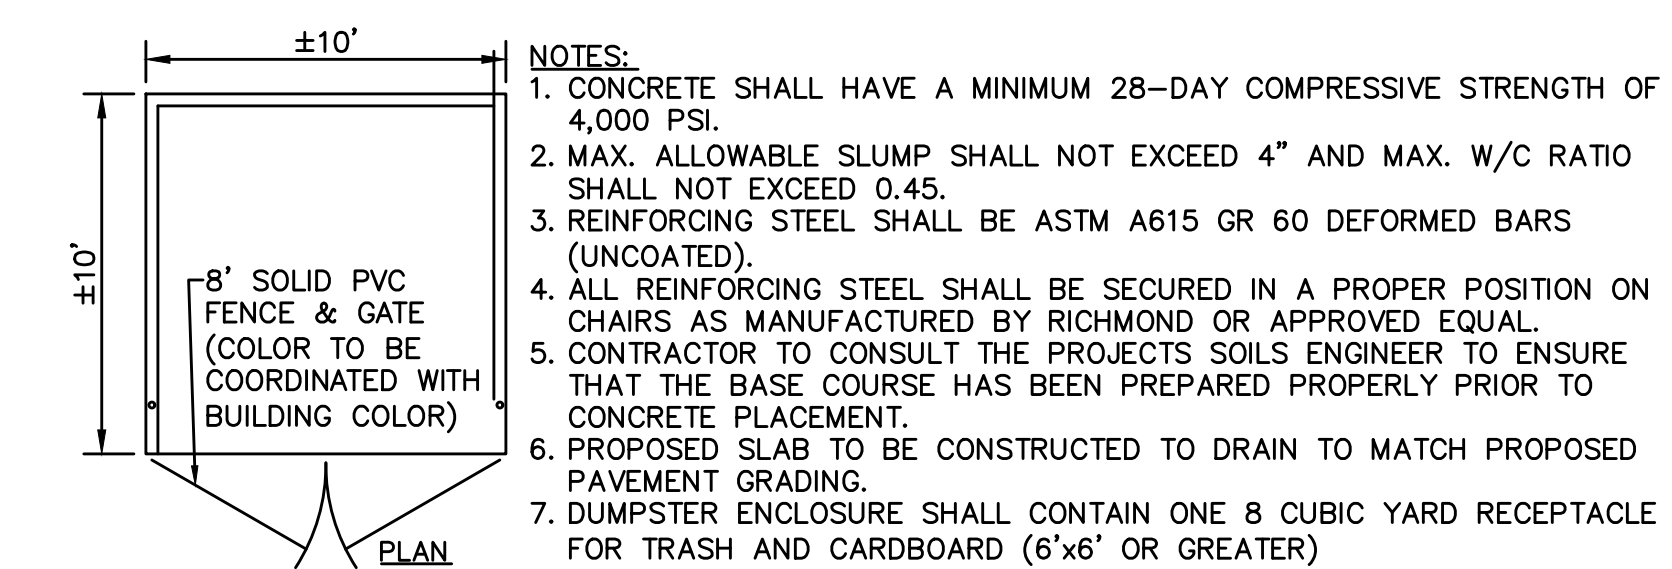 ±10'
±10'
8' SOLID PVC
FENCE & GATE
(COLOR TO BE
COORDINATED WITH
BUILDING COLOR)
PLAN
NOTES:
1. CONCRETE SHALL HAVE A MINIMUM 28-DAY COMPRESSIVE STRENGTH OF
4,000 PSI.
2. MAX. ALLOWABLE SLUMP SHALL NOT EXCEED 4" AND MAX. W/C RATIO
SHALL NOT EXCEED 0.45.
3. REINFORCING STEEL SHALL BE ASTM A615 GR 60 DEFORMED BARS
(UNCOATED).
4. ALL REINFORCING STEEL SHALL BE SECURED IN A PROPER POSITION ON
CHAIRS AS MANUFACTURED BY RICHMOND OR APPROVED EQUAL.
5. CONTRACTOR TO CONSULT THE PROJECTS SOILS ENGINEER TO ENSURE
THAT THE BASE COURSE HAS BEEN PREPARED PROPERLY PRIOR TO
CONCRETE PLACEMENT.
6. PROPOSED SLAB TO BE CONSTRUCTED TO DRAIN TO MATCH PROPOSED
PAVEMENT GRADING.
7. DUMPSTER ENCLOSURE SHALL CONTAIN ONE 8 CUBIC YARD RECEPTACLE
FOR TRASH AND CARDBOARD (6'x6' OR GREATER)